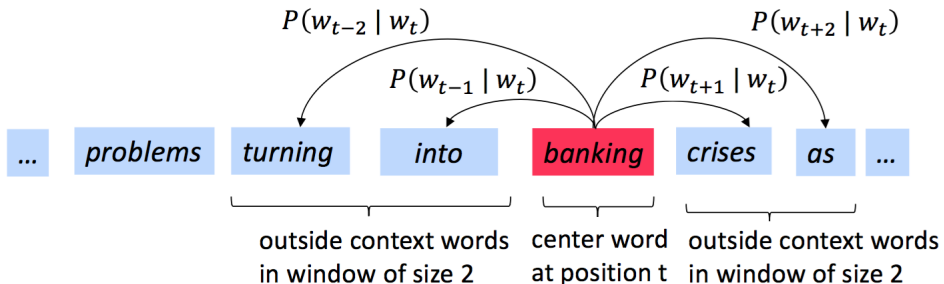 P(w_{t−2} | w_t) P(w_{t+2} | w_t)
P(w_{t−1} | w_t) P(w_{t+1} | w_t)
... problems turning into banking crises as ...
outside context words center word outside context words
in window of size 2 at position t in window of size 2